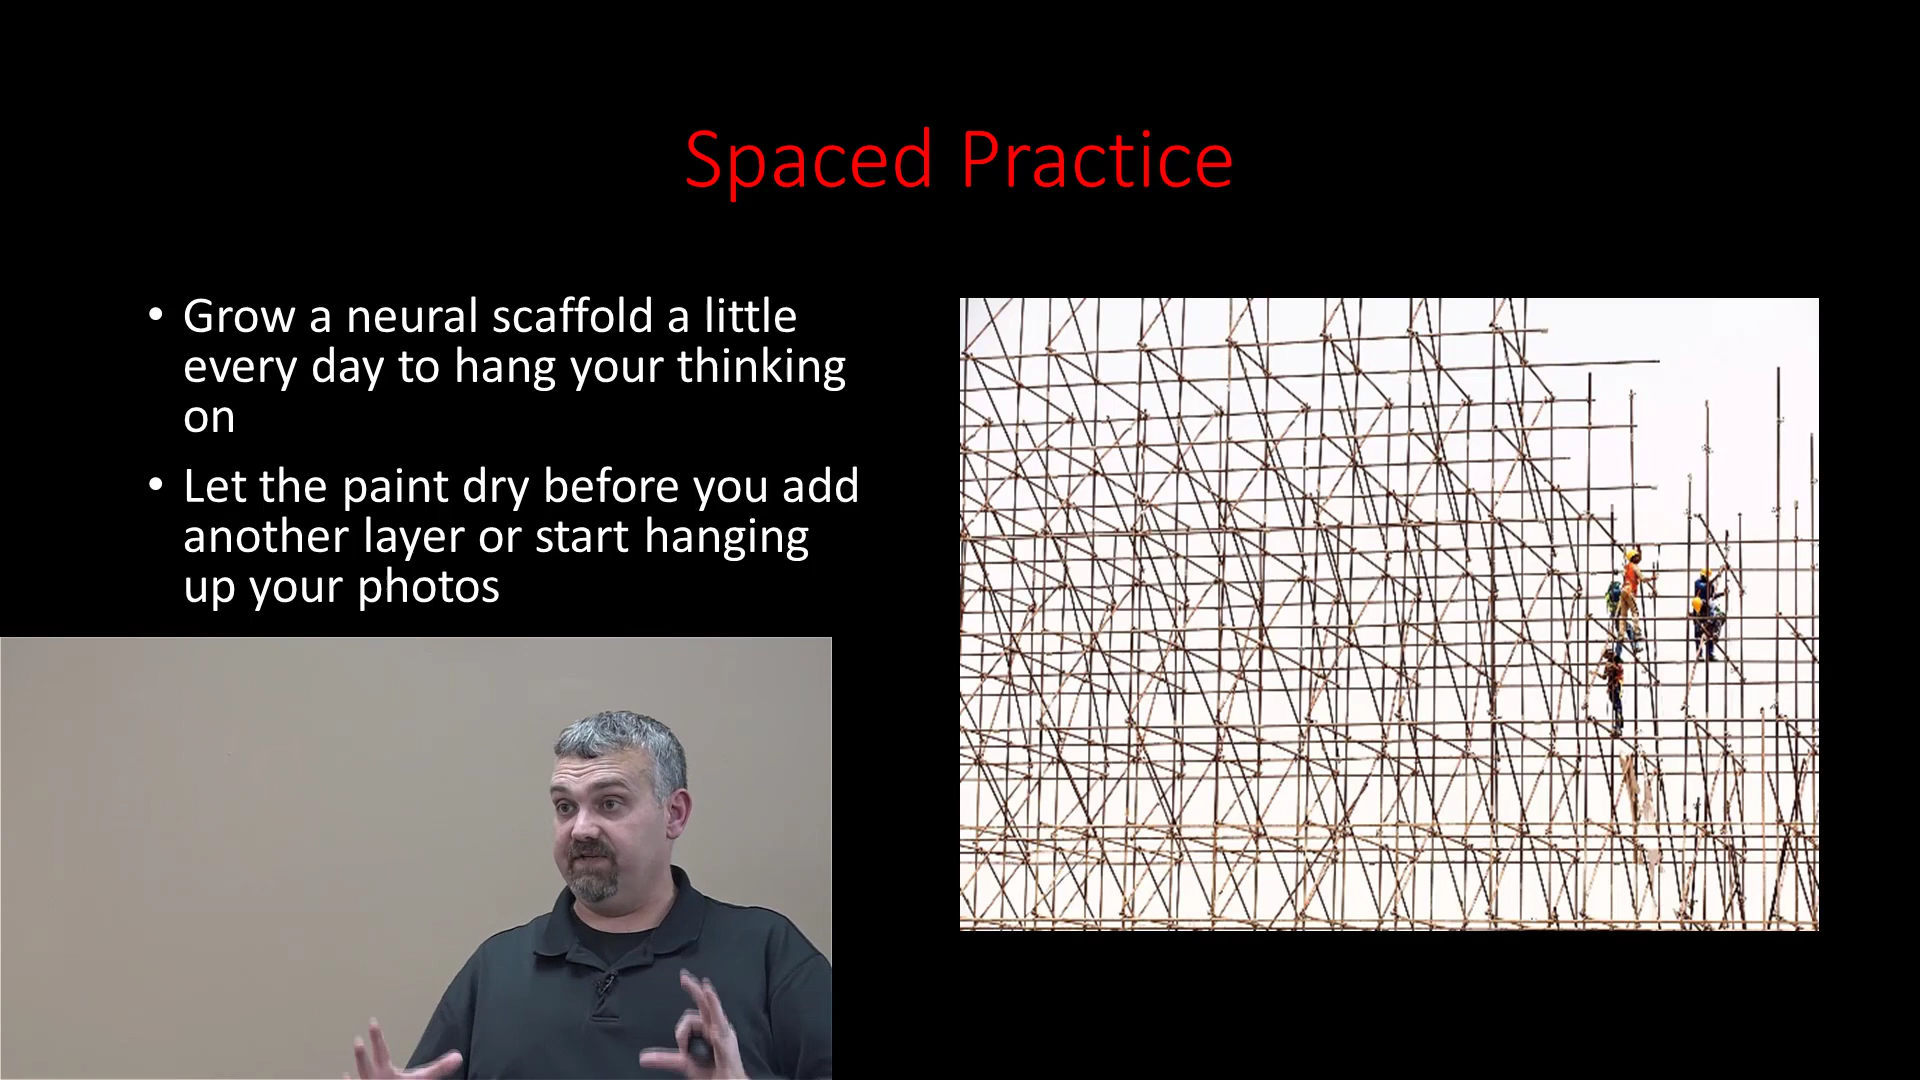 Spaced Practice
• Grow a neural scaffold a little
every day to hang your thinking
on
• Let the paint dry before you add
another layer or start hanging
up your photos